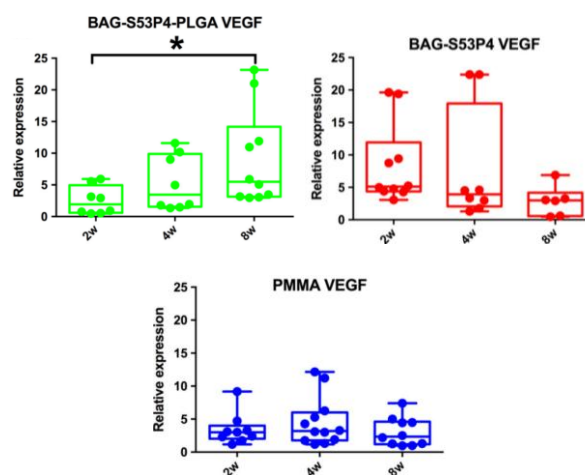 BAG-S53P4-PLGA VEGF
*
Relative expression
25
20
15
10
5
0
2w
4w
8w
BAG-S53P4 VEGF
Relative expression
25
20
15
10
5
0
2w
4w
8w
PMMA VEGF
Relative expression
25
20
15
10
5
0
2w
4w
8w